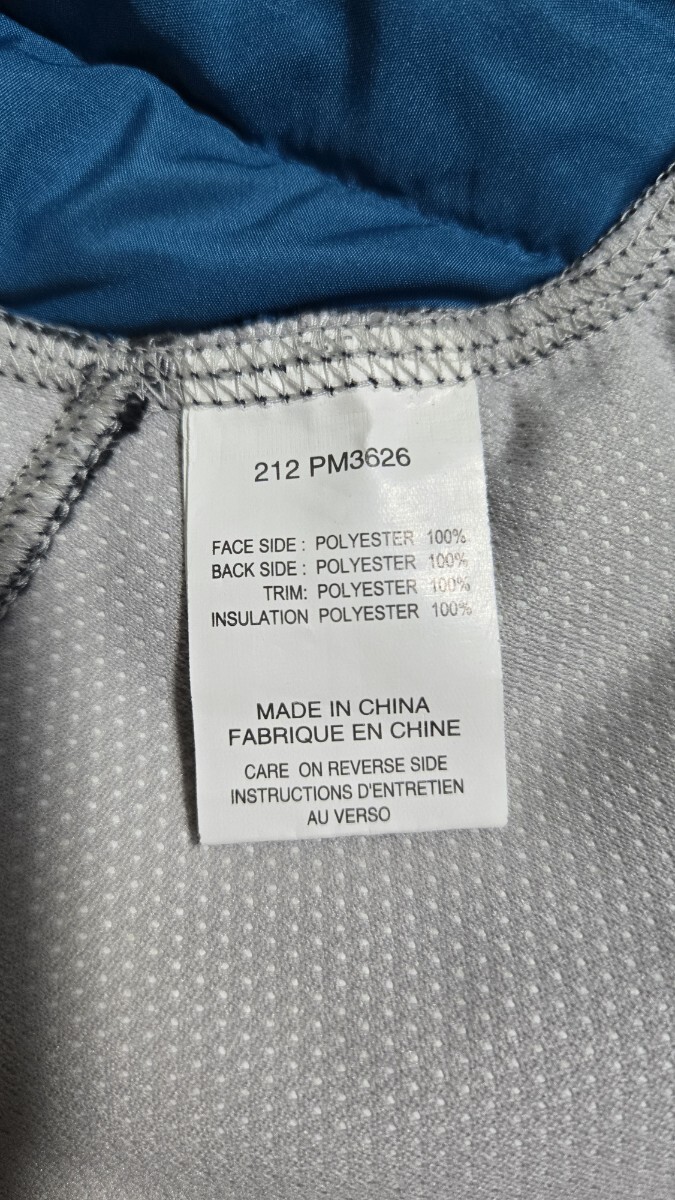 212 PM3626
FACE SIDE : POLYESTER 100%
BACK SIDE : POLYESTER 100%
TRIM: POLYESTER 100%
INSULATION POLYESTER 100%
MADE IN CHINA
FABRIQUE EN CHINE
CARE ON REVERSE SIDE
INSTRUCTIONS D'ENTRETIEN
AU VERSO